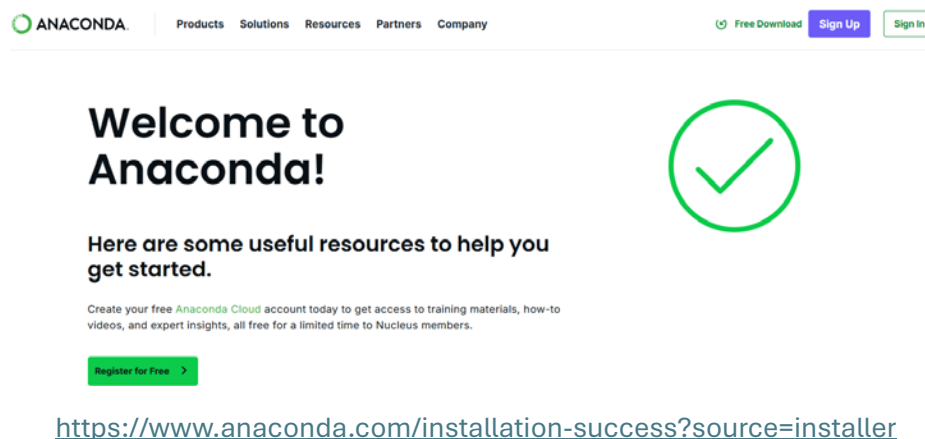 ANACONDA. Products Solutions Resources Partners Company Free Download Sign Up Sign In
Welcome to
Anaconda!
Here are some useful resources to help you
get started.
Create your free Anaconda Cloud account today to get access to training materials, how-to
videos, and expert insights, all free for a limited time to Nucleus members.
Register for Free
https://www.anaconda.com/installation-success?source=installer